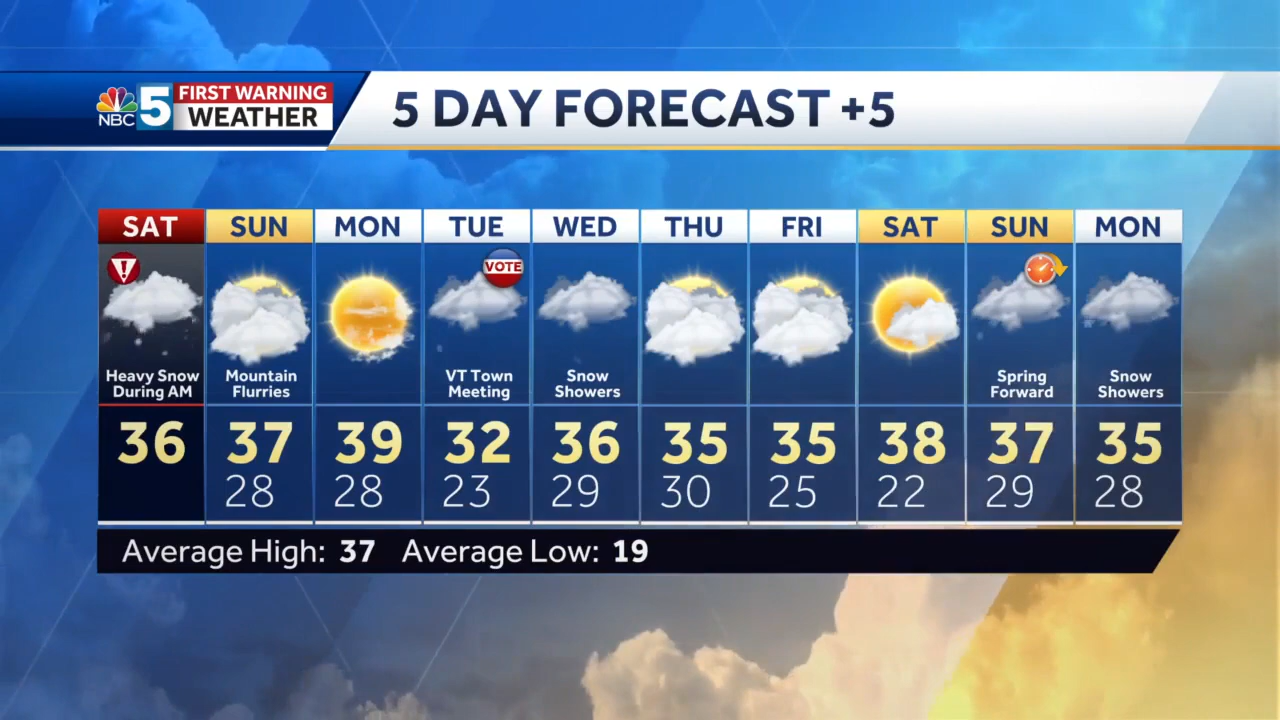 NBC 5 FIRST WARNING
WEATHER
5 DAY FORECAST +5
SAT SUN MON TUE WED THU FRI SAT SUN MON
VOTE
Heavy Snow Mountain VT Town Snow Spring Snow
During AM Flurries Meeting Showers Forward Showers
36 37 39 32 36 35 35 38 37 35
28 28 23 29 30 25 22 29 28
Average High: 37 Average Low: 19